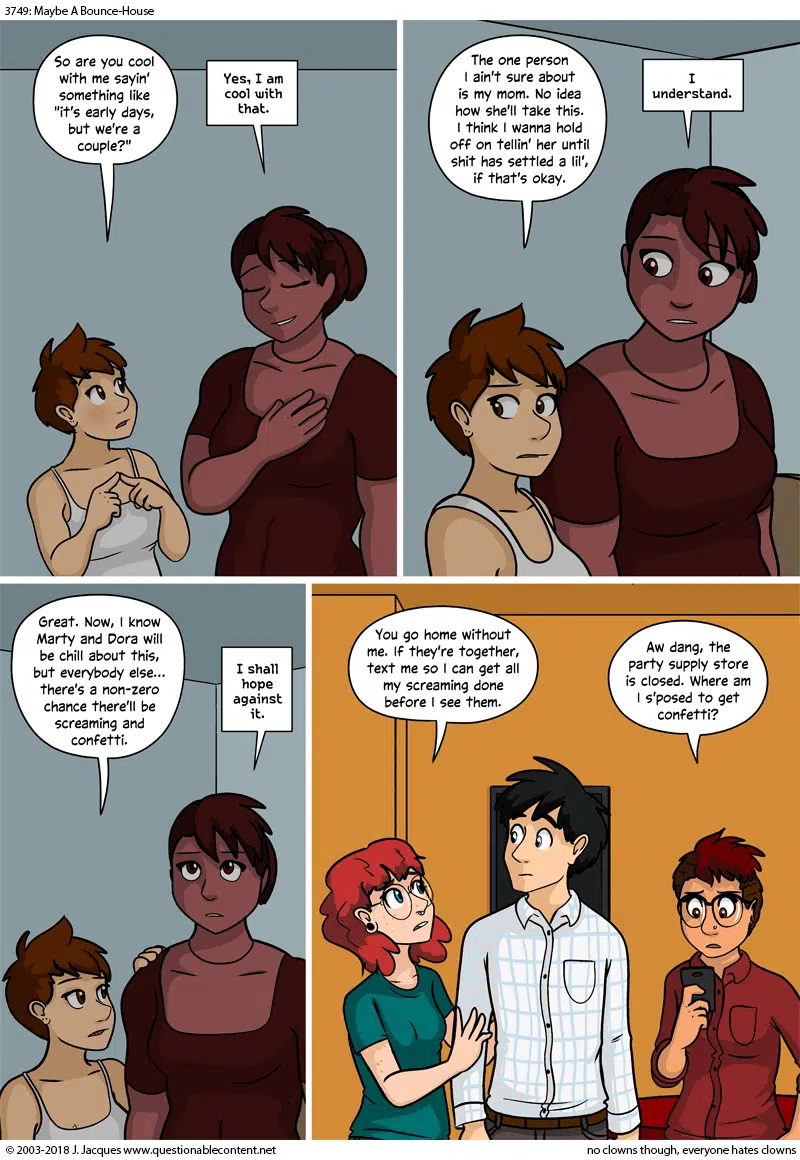 3749: Maybe A Bounce-House
So are you cool
with me sayin'
something like
"it's early days,
but we're a
couple?"
Yes, I am
cool with
that.
The one person
I ain't sure about
is my mom. No idea
how she'll take this.
I think I wanna hold
off on tellin' her until
shit has settled a lil',
if that's okay.
I
understand.
Great. Now, I know
Marty and Dora will
be chill about this,
but everybody else...
there's a non-zero
chance there'll be
screaming and
confetti.
I shall
hope
against
it.
You go home without
me. If they're together,
text me so I can get all
my screaming done
before I see them.
Aw dang, the
party supply store
is closed. Where am
I s'posed to get
confetti?
© 2003-2018 J. Jacques www.questionablecontent.net
no clowns though, everyone hates clowns